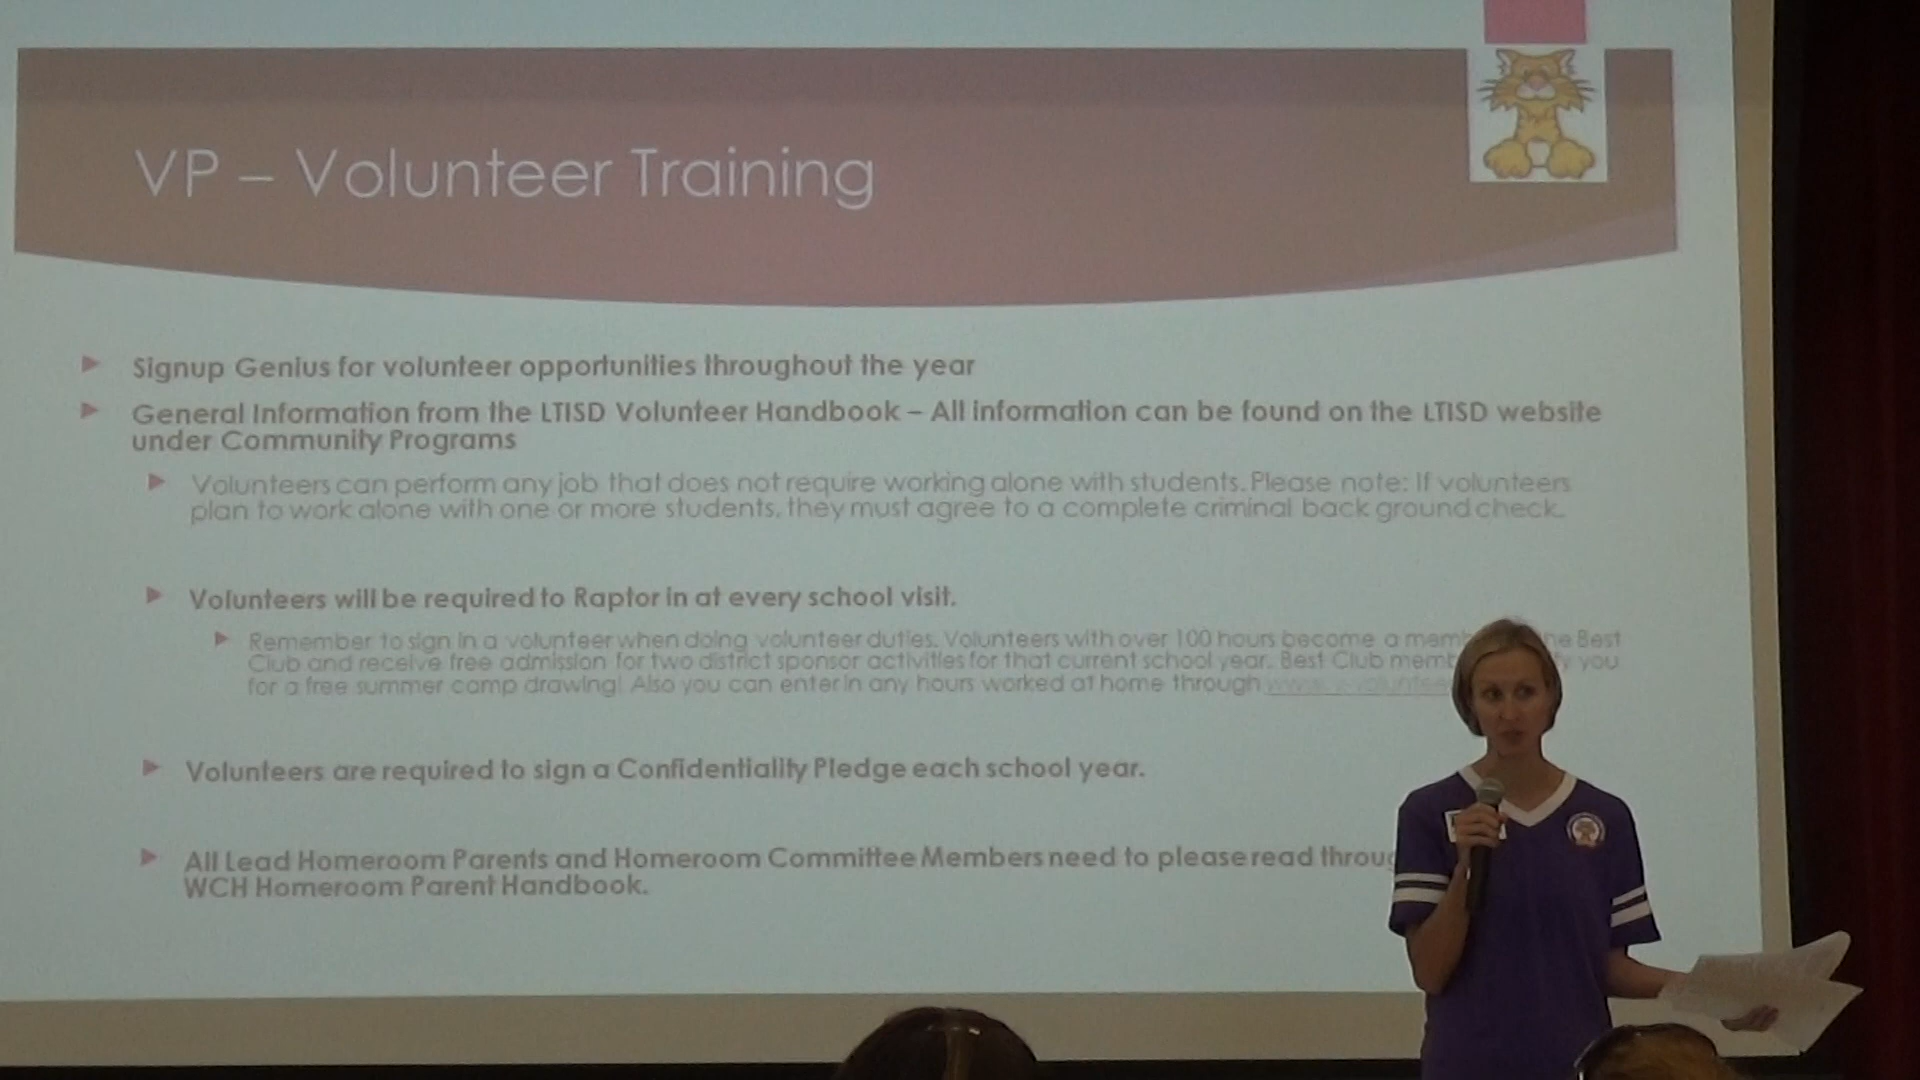 VP – Volunteer Training
Signup Genius for volunteer opportunities throughout the year
General Information from the LTISD Volunteer Handbook – All information can be found on the LTISD website
under Community Programs
Volunteers can perform any job that does not require working alone with students. Please note: If volunteers
plan to work alone with one or more students, they must agree to a complete criminal back ground check.
Volunteers will be required to Raptor in at every school visit.
Remember to sign in a volunteer when doing volunteer duties. Volunteers with over 100 hours become a Best
Club and receive free admission for two district sponsor activities for that current school year. Best Club you
for a free summer camp drawing! Also you can enter in any hours worked at home through
Volunteers are required to sign a Confidentiality Pledge each school year.
All Lead Homeroom Parents and Homeroom Committee Members need to please read
WCH Homeroom Parent Handbook.